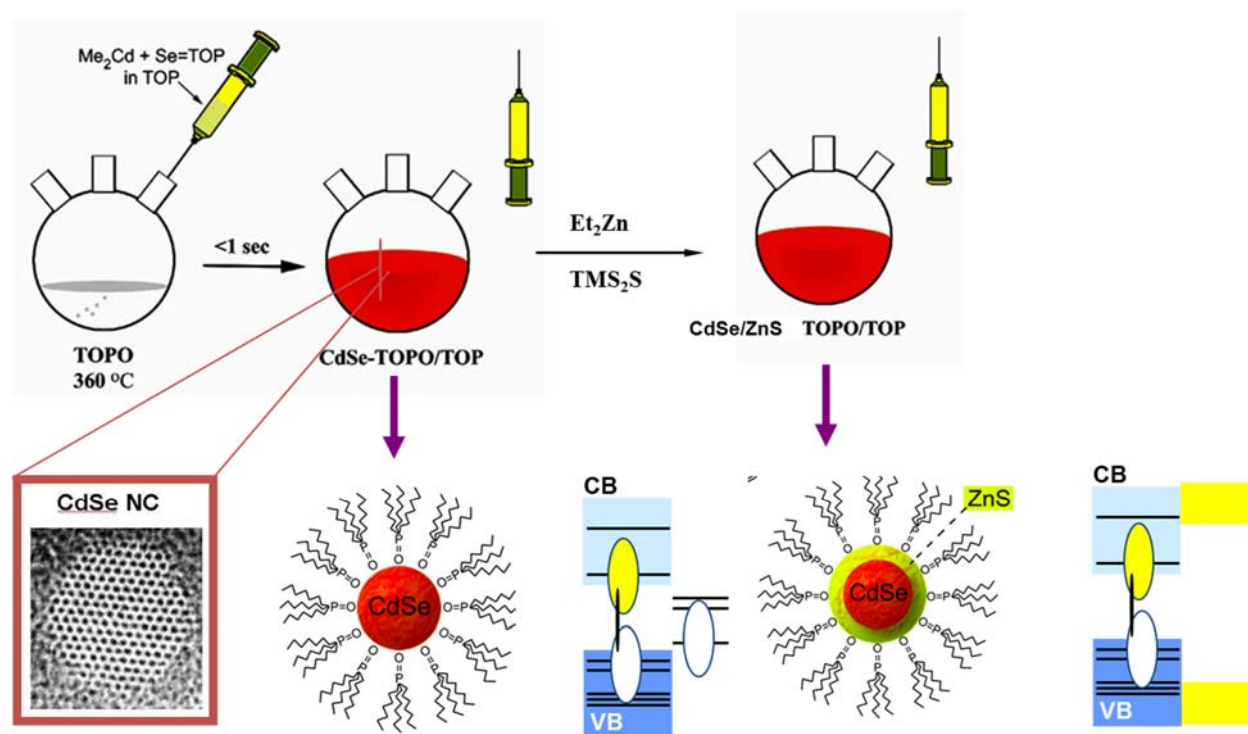 Me₂Cd + Se=TOP
in TOP
<1 sec
TOPO
360 ⁰C
CdSe-TOPO/TOP
Et₂Zn
TMS₂S
CdSe/ZnS TOPO/TOP
CdSe NC
CdSe
O=P
O=P
O=P
O=P
O=P
O=P
P=O
P=O
P=O
P=O
P=O
P=O
CB
VB
ZnS
CdSe
O=P
O=P
O=P
O=P
O=P
O=P
P=O
P=O
P=O
P=O
P=O
P=O
CB
VB